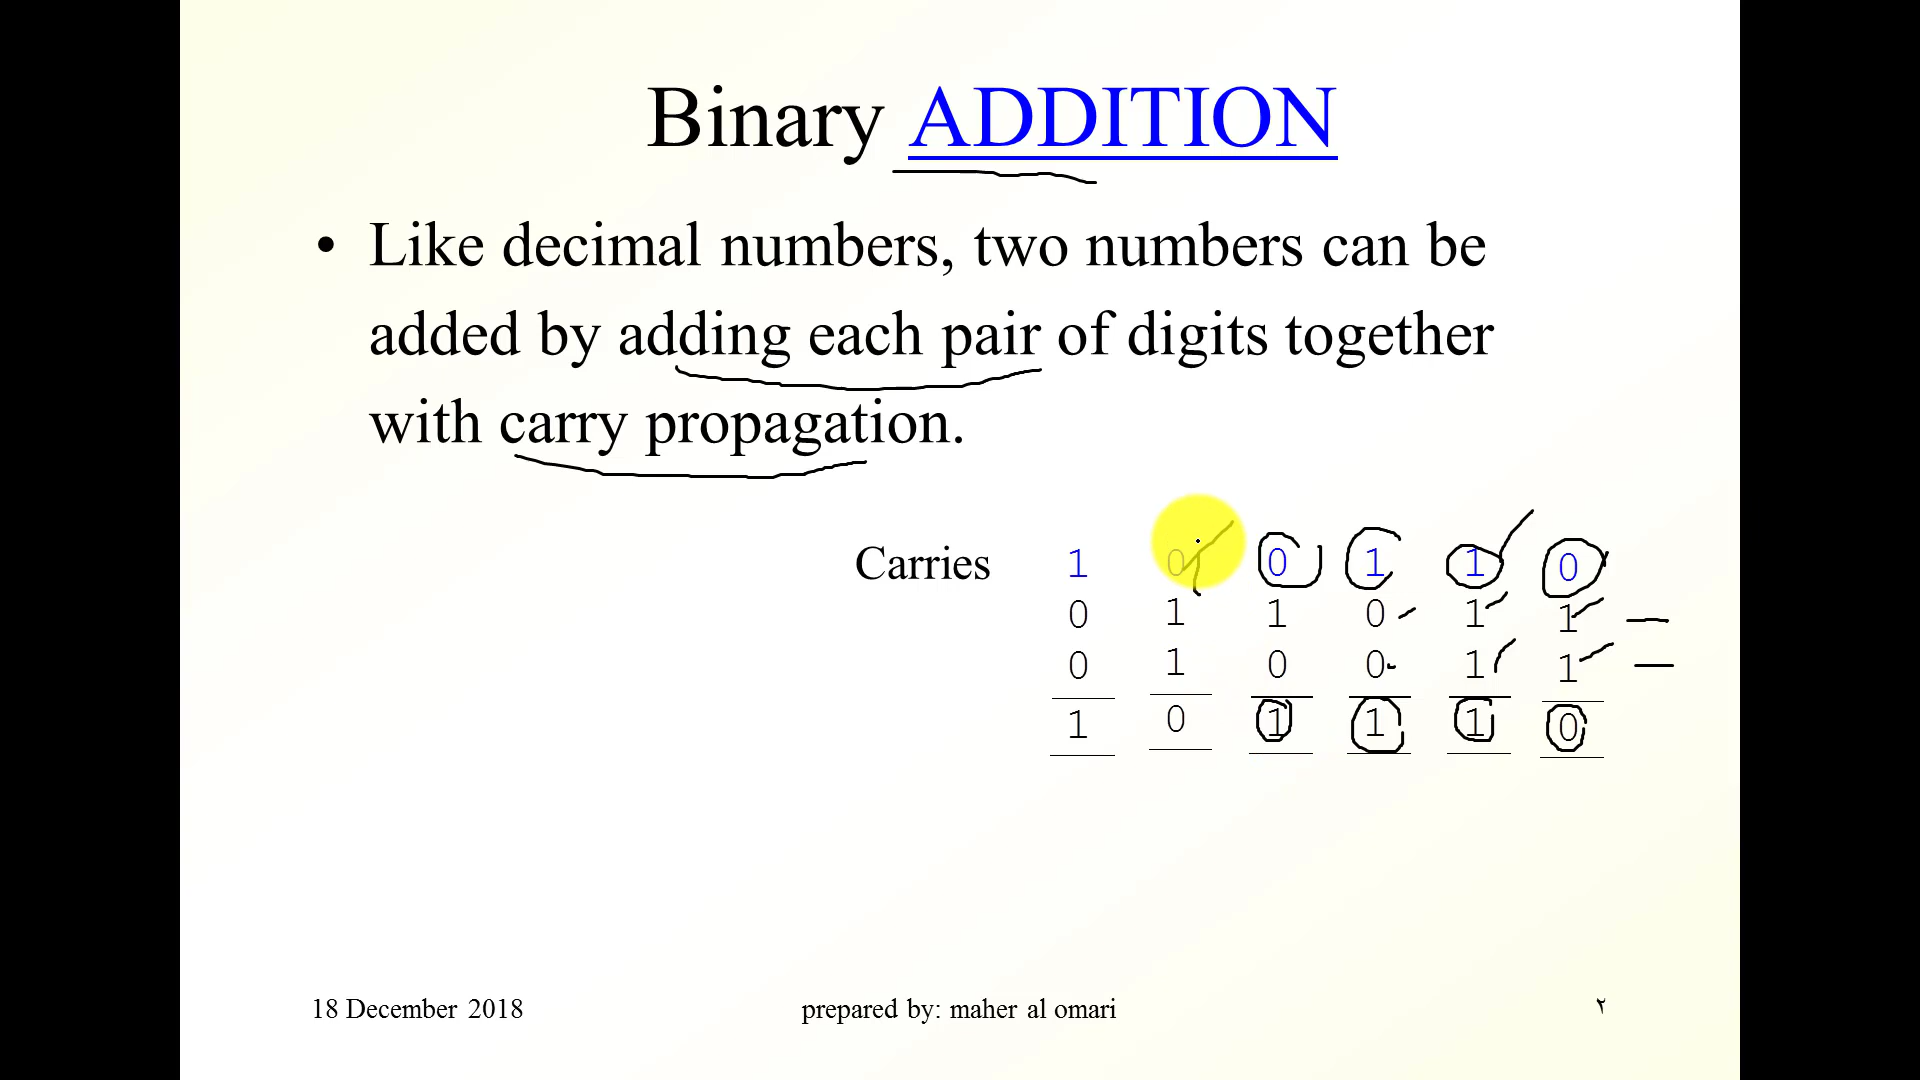 Binary ADDITION
• Like decimal numbers, two numbers can be
added by adding each pair of digits together
with carry propagation.
Carries 1 0 0 1 1 0
0 1 1 0 1 1
0 1 0 0 1 1
1 0 1 1 1 0
18 December 2018 prepared by: maher al omari ٢